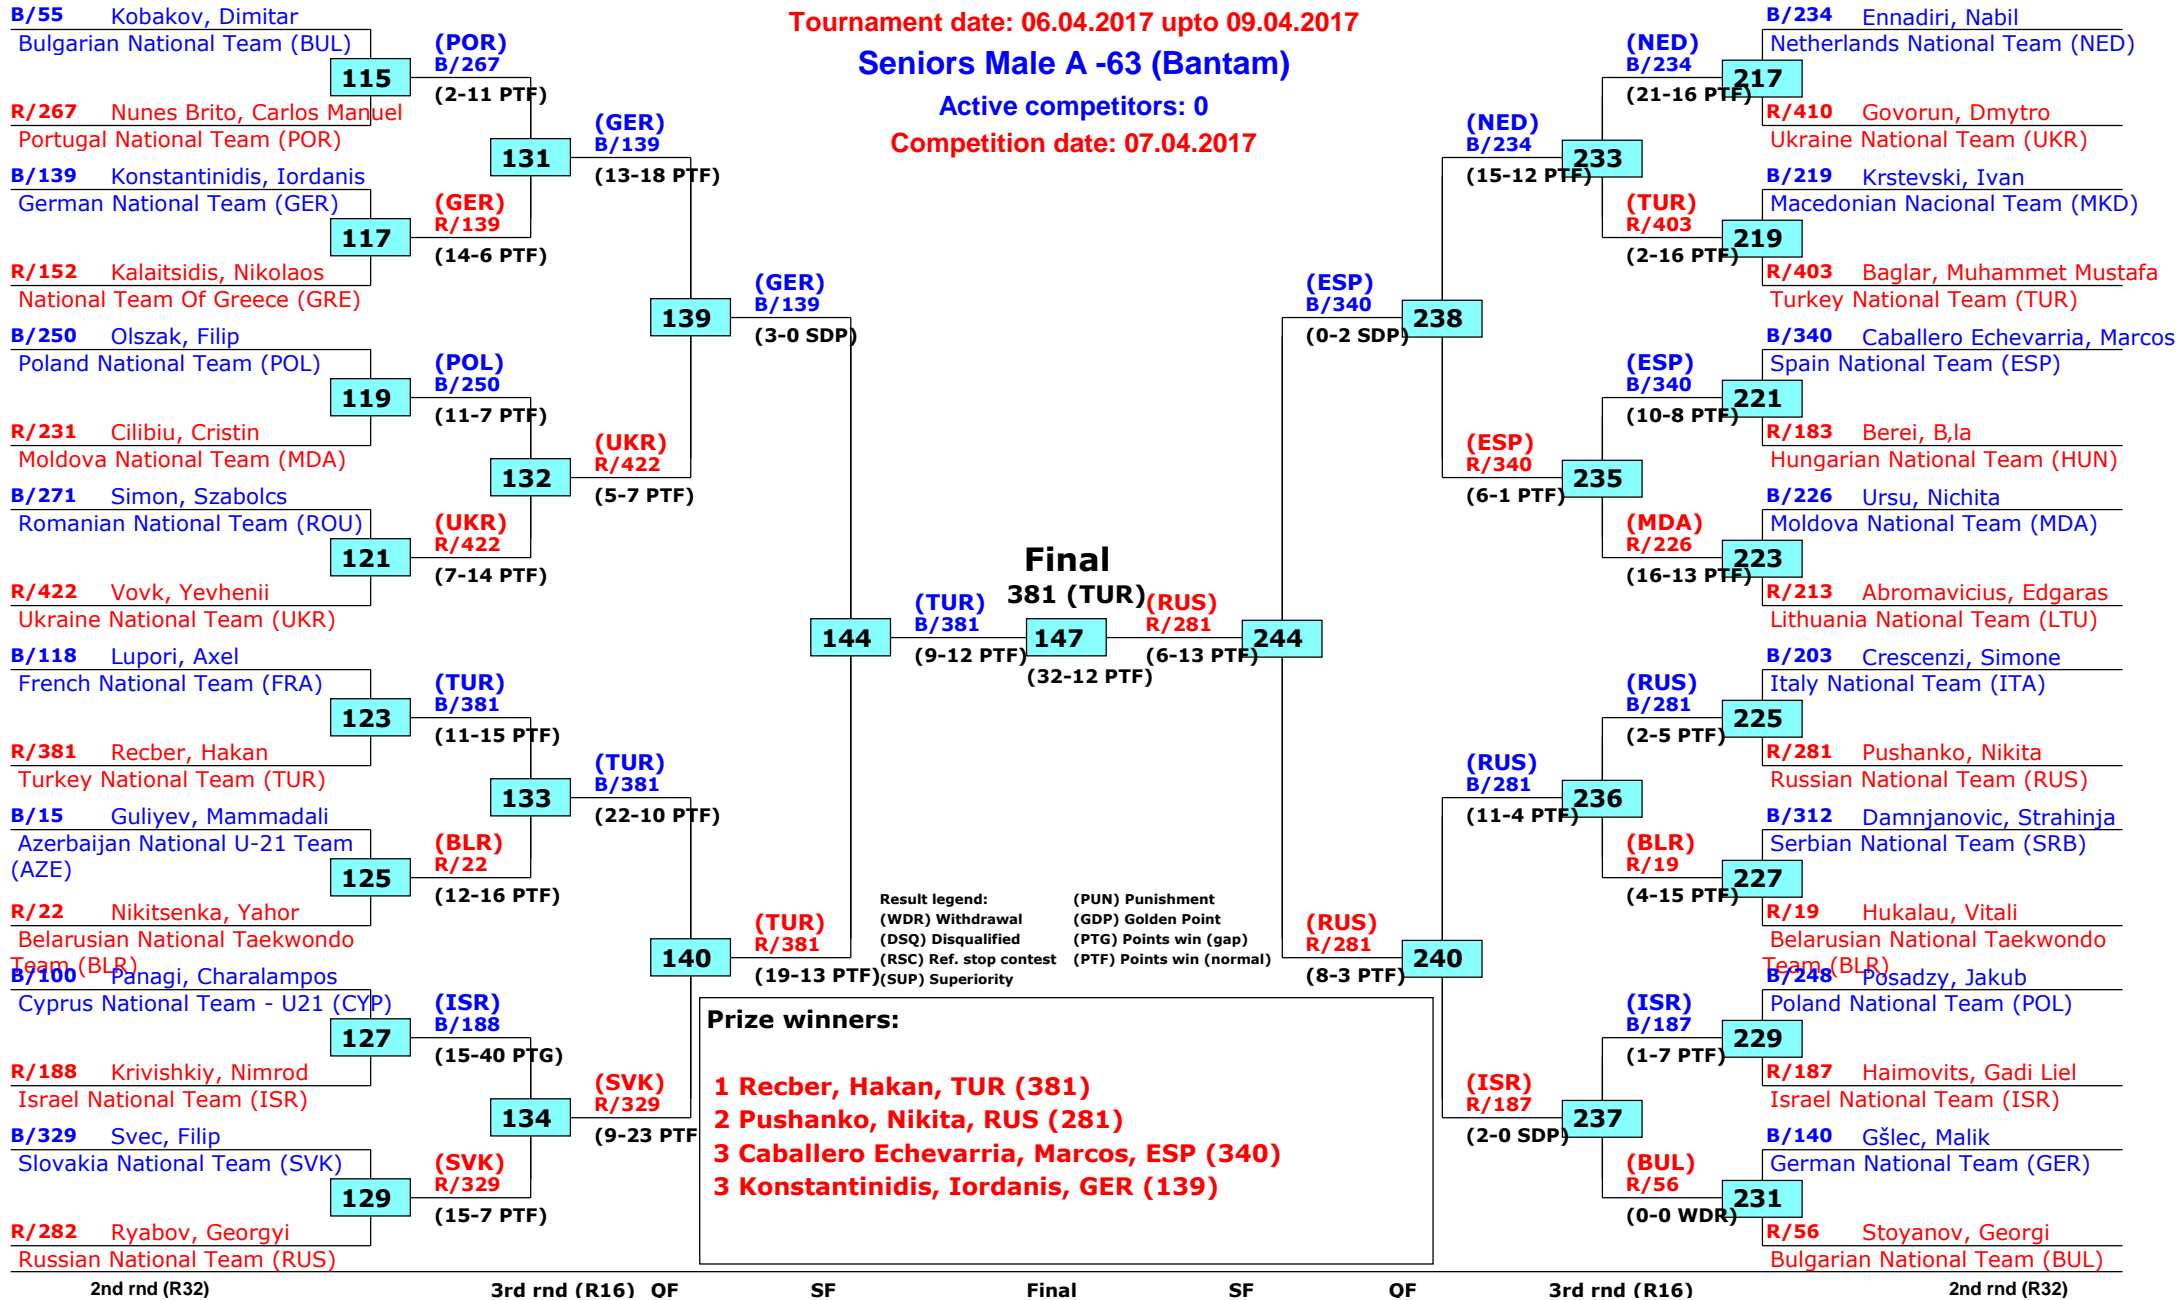 Tournament date: 06.04.2017 upto 09.04.2017
Seniors Male A -63 (Bantam)
Active competitors: 0
Competition date: 07.04.2017
B/55 Kobakov, Dimitar
Bulgarian National Team (BUL)
115
R/267 Nunes Brito, Carlos Manuel
Portugal National Team (POR)
B/139 Konstantinidis, Iordanis
German National Team (GER)
117
R/152 Kalaitsidis, Nikolaos
National Team Of Greece (GRE)
B/250 Olszak, Filip
Poland National Team (POL)
119
R/231 Cilibiu, Cristin
Moldova National Team (MDA)
B/271 Simon, Szabolcs
Romanian National Team (ROU)
121
R/422 Vovk, Yevhenii
Ukraine National Team (UKR)
B/118 Lupori, Axel
French National Team (FRA)
123
R/381 Recber, Hakan
Turkey National Team (TUR)
B/15 Guliyev, Mammadali
Azerbaijan National U-21 Team
(AZE)
125
R/22 Nikitsenka, Yahor
Belarusian National Taekwondo
Team (BLR)
B/100 Panagi, Charalampos
Cyprus National Team - U21 (CYP)
127
R/188 Krivishkiy, Nimrod
Israel National Team (ISR)
B/329 Svec, Filip
Slovakia National Team (SVK)
129
R/282 Ryabov, Georgyi
Russian National Team (RUS)
(POR)
B/267
(2-11 PTF)
131
(GER)
R/139
(14-6 PTF)
(POL)
B/250
(11-7 PTF)
132
(UKR)
R/422
(7-14 PTF)
(TUR)
B/381
(11-15 PTF)
133
(BLR)
R/22
(12-16 PTF)
(ISR)
B/188
(15-40 PTG)
134
(SVK)
R/329
(15-7 PTF)
(GER)
B/139
(13-18 PTF)
139
(UKR)
R/422
(5-7 PTF)
(TUR)
B/381
(22-10 PTF)
140
(SVK)
R/329
(9-23 PTF
(GER)
B/139
(3-0 SDP)
144
(TUR)
R/381
(19-13 PTF)
(TUR)
B/381
(9-12 PTF)
Final
381 (TUR)
147
(32-12 PTF)
(RUS)
R/281
(6-13 PTF)
244
(ESP)
B/340
(0-2 SDP)
238
(RUS)
R/281
(8-3 PTF)
240
(NED)
B/234
(15-12 PTF)
233
(ESP)
R/340
(6-1 PTF)
235
(RUS)
B/281
(11-4 PTF)
236
(ISR)
R/187
(2-0 SDP)
237
(NED)
B/234
(21-16 PTF)
217
(TUR)
R/403
(2-16 PTF)
219
(ESP)
B/340
(10-8 PTF)
221
(MDA)
R/226
(16-13 PTF)
223
(RUS)
B/281
(2-5 PTF)
225
(BLR)
R/19
(4-15 PTF)
227
(ISR)
B/187
(1-7 PTF)
229
(BUL)
R/56
(0-0 WDR)
231
B/234 Ennadiri, Nabil
Netherlands National Team (NED)
R/410 Govorun, Dmytro
Ukraine National Team (UKR)
B/219 Krstevski, Ivan
Macedonian Nacional Team (MKD)
R/403 Baglar, Muhammet Mustafa
Turkey National Team (TUR)
B/340 Caballero Echevarria, Marcos
Spain National Team (ESP)
R/183 Berei, B,la
Hungarian National Team (HUN)
B/226 Ursu, Nichita
Moldova National Team (MDA)
R/213 Abromavicius, Edgaras
Lithuania National Team (LTU)
B/203 Crescenzi, Simone
Italy National Team (ITA)
R/281 Pushanko, Nikita
Russian National Team (RUS)
B/312 Damnjanovic, Strahinja
Serbian National Team (SRB)
R/19 Hukalau, Vitali
Belarusian National Taekwondo
Team (BLR)
B/248 Posadzy, Jakub
Poland National Team (POL)
R/187 Haimovits, Gadi Liel
Israel National Team (ISR)
B/140 Gšlec, Malik
German National Team (GER)
R/56 Stoyanov, Georgi
Bulgarian National Team (BUL)
Result legend: (PUN) Punishment
(WDR) Withdrawal (GDP) Golden Point
(DSQ) Disqualified (PTG) Points win (gap)
(RSC) Ref. stop contest (PTF) Points win (normal)
(SUP) Superiority
Prize winners:
1 Recber, Hakan, TUR (381)
2 Pushanko, Nikita, RUS (281)
3 Caballero Echevarria, Marcos, ESP (340)
3 Konstantinidis, Iordanis, GER (139)
2nd rnd (R32) 3rd rnd (R16) QF SF Final SF QF 3rd rnd (R16) 2nd rnd (R32)